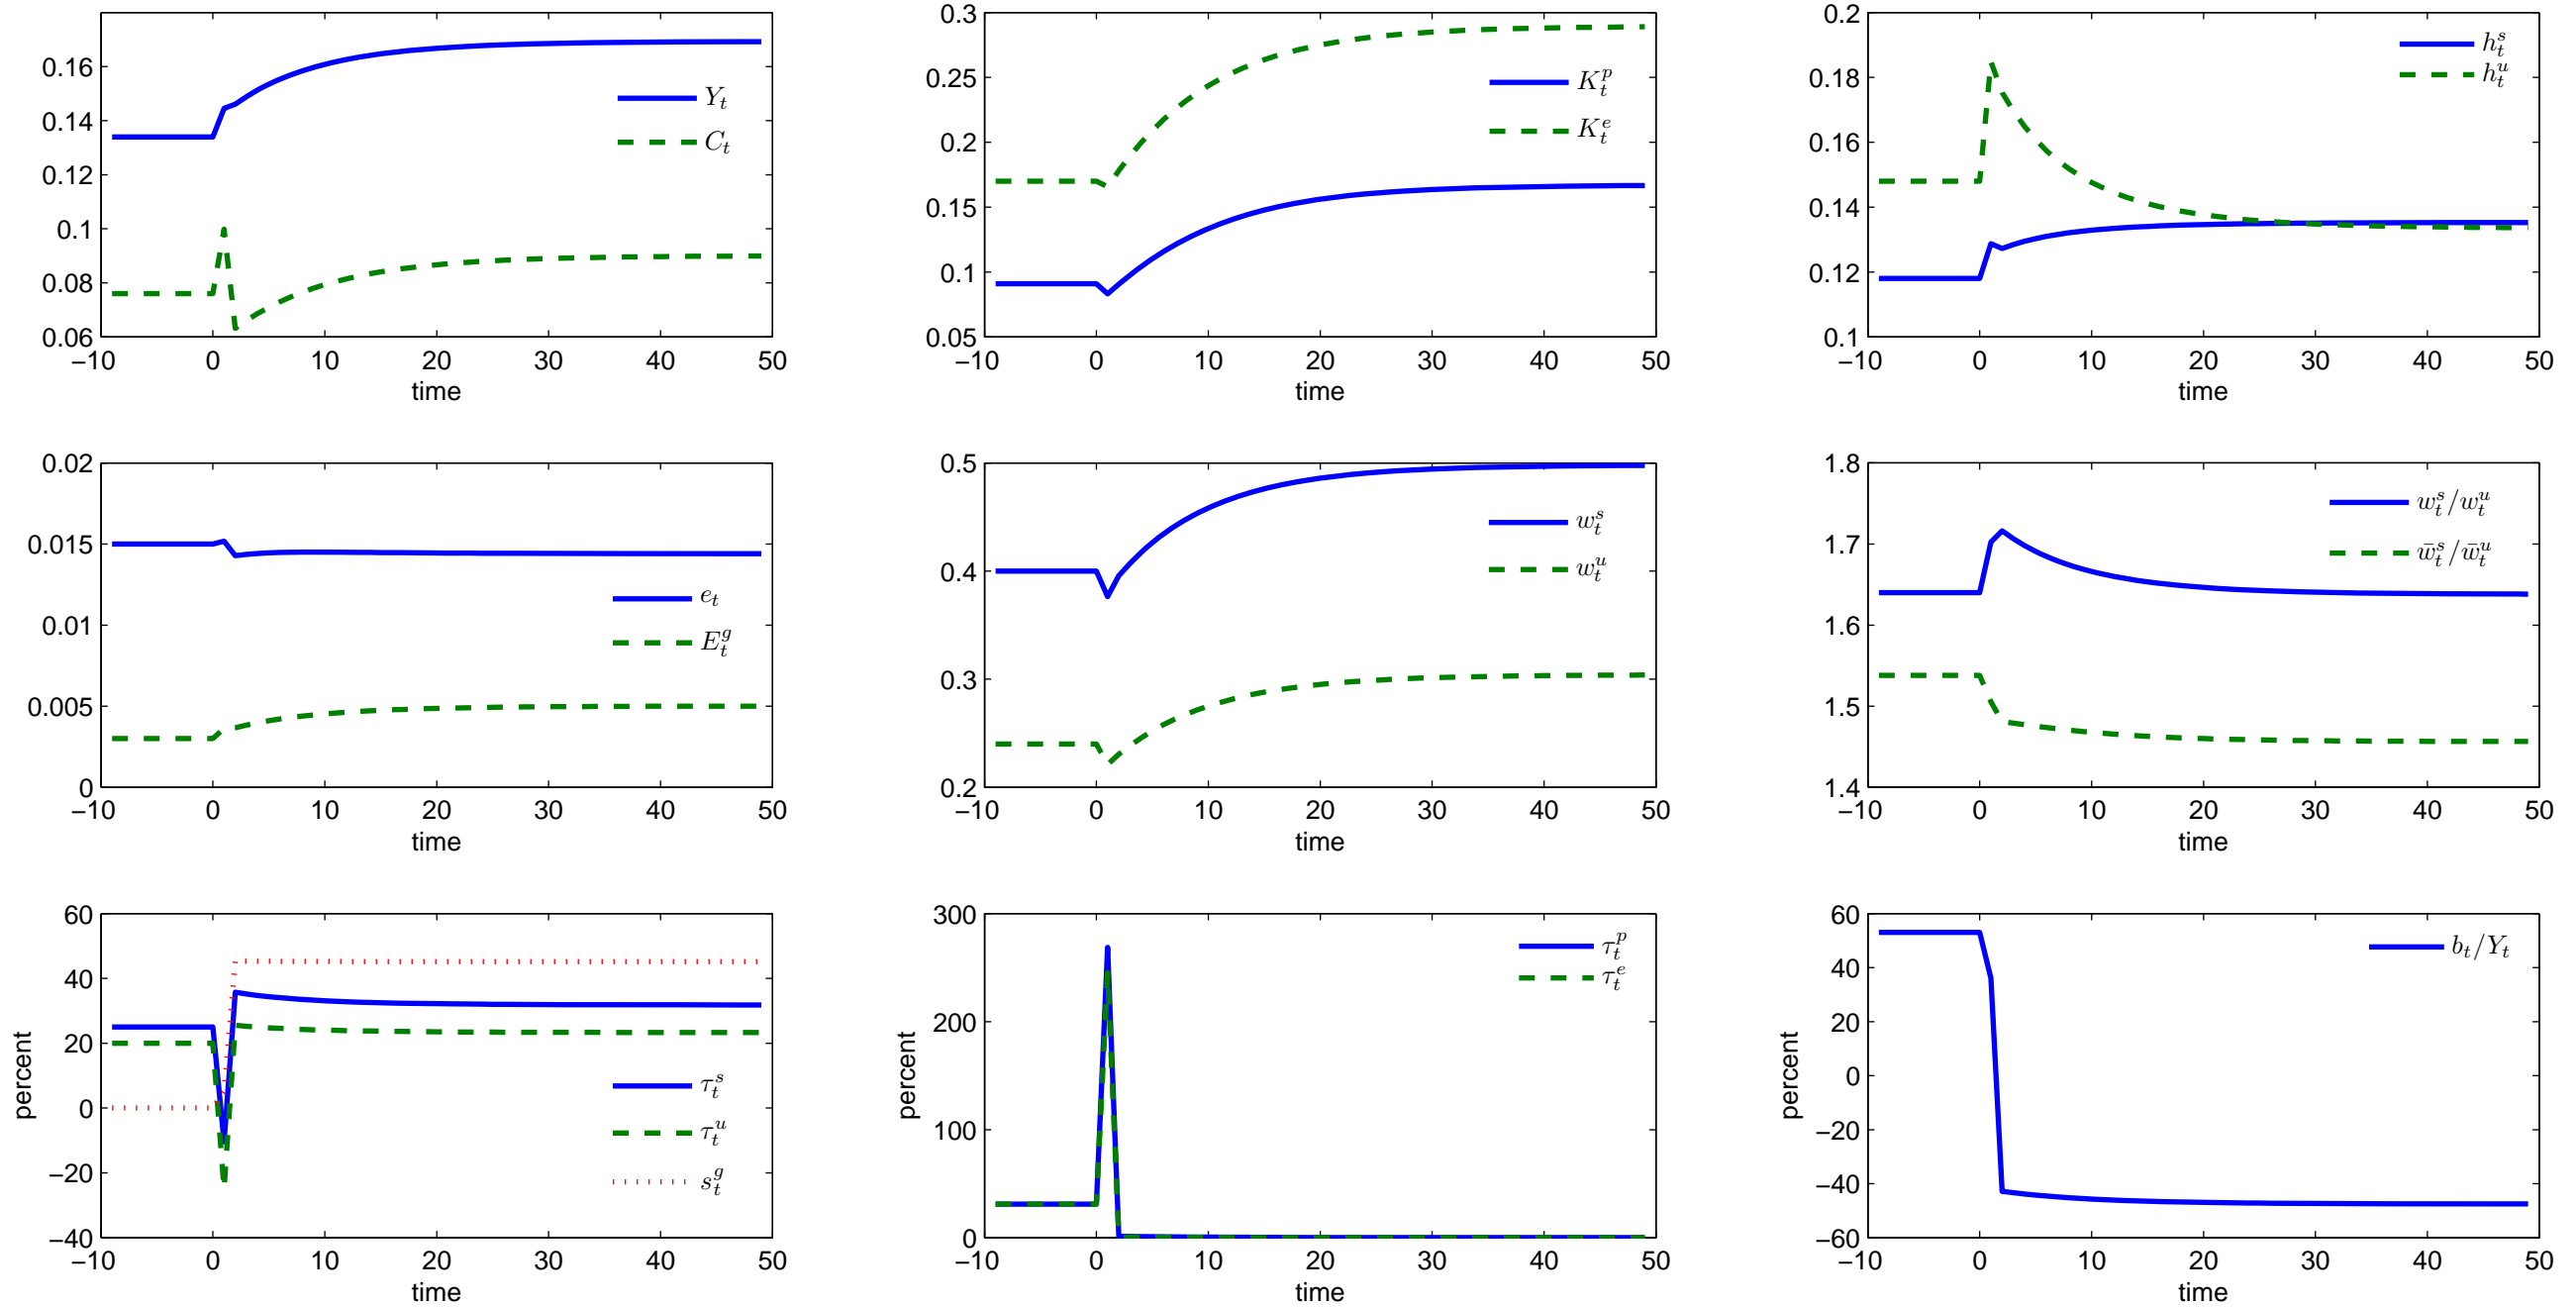 0.16
0.14
0.12
0.1
0.08
0.06
−10 0 10 20 30 40 50
time
Y_t
C_t
0.3
0.25
0.2
0.15
0.1
0.05
−10 0 10 20 30 40 50
time
K_t^p
K_t^e
0.2
0.18
0.16
0.14
0.12
0.1
−10 0 10 20 30 40 50
time
h_t^s
h_t^u
0.02
0.015
0.01
0.005
0
−10 0 10 20 30 40 50
time
e_t
E_t^g
0.5
0.4
0.3
0.2
−10 0 10 20 30 40 50
time
w_t^s
w_t^u
1.8
1.7
1.6
1.5
1.4
−10 0 10 20 30 40 50
time
w_t^s/w_t^u
w̄_t^s/w̄_t^u
percent
60
40
20
0
−20
−40
−10 0 10 20 30 40 50
time
τ_t^s
τ_t^u
s_t^g
percent
300
200
100
0
−10 0 10 20 30 40 50
time
τ_t^p
τ_t^e
percent
60
40
20
0
−20
−40
−60
−10 0 10 20 30 40 50
time
b_t/Y_t